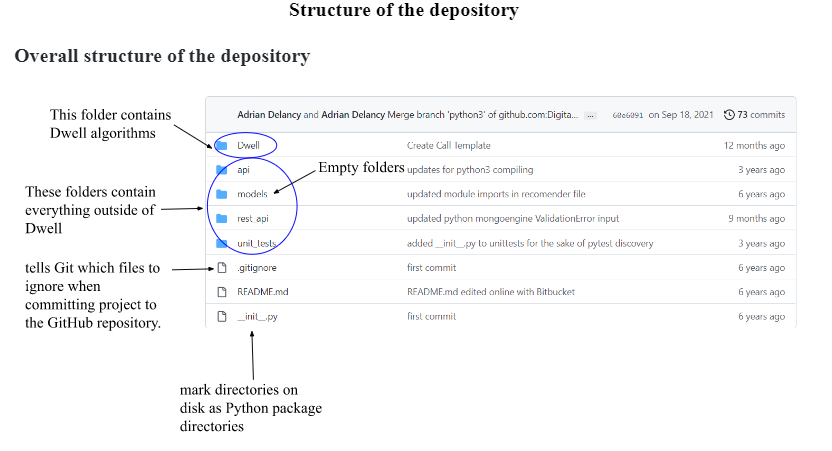 Structure of the depository
Overall structure of the depository
This folder contains
Dwell algorithms
Adrian Delancy and Adrian Delancy Merge branch 'python3' of github.com:Digita... ... 60a6091 on Sep 18, 2021 73 commits
Dwell Create Call Template 12 months ago
api updates for python3 compiling 3 years ago
Empty folders
models updated module imports in recomender file 6 years ago
These folders contain
everything outside of
Dwell
rest_api updated python mongoengine ValidationError input 9 months ago
unit_tests added __init__.py to unittests for the sake of pytest discovery 3 years ago
tells Git which files to
ignore when
committing project to
the GitHub repository.
.gitignore first commit 6 years ago
README.md README.md edited online with Bitbucket 6 years ago
__init__.py first commit 6 years ago
mark directories on
disk as Python package
directories